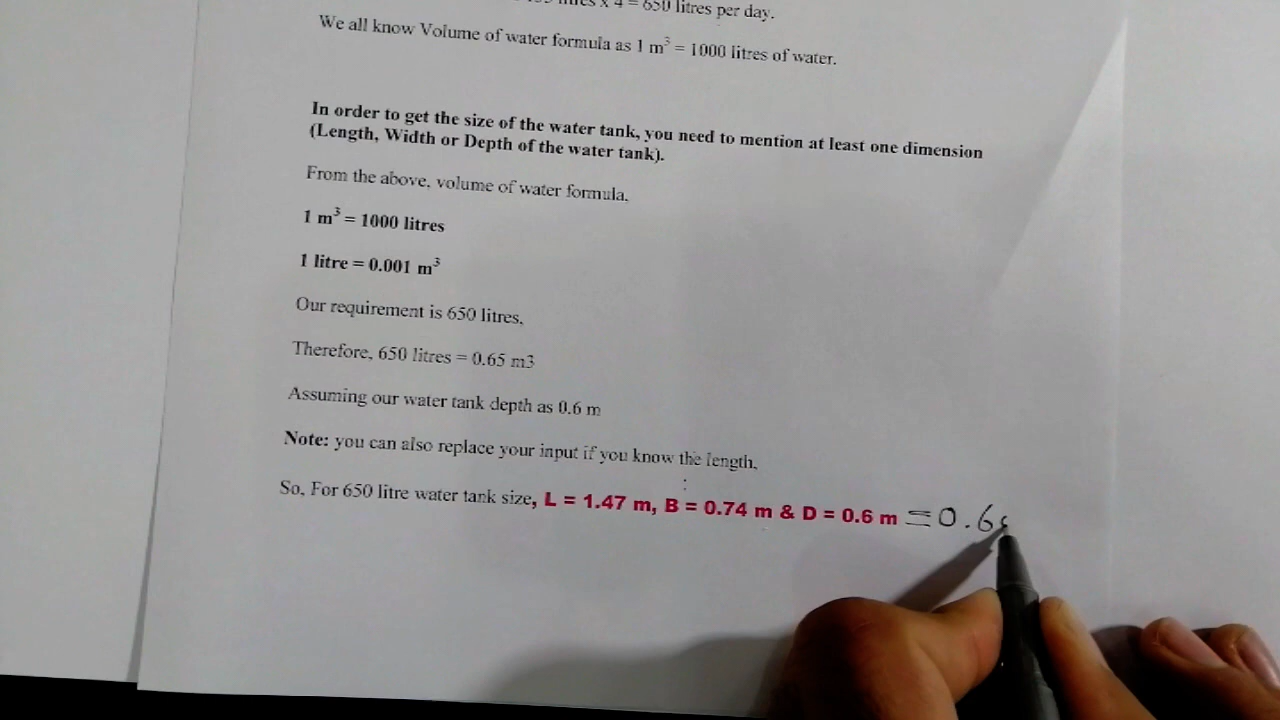 x 4 = 650 litres per day.
We all know Volume of water formula as 1 m³ = 1000 litres of water.
In order to get the size of the water tank, you need to mention at least one dimension
(Length, Width or Depth of the water tank).
From the above, volume of water formula,
1 m³ = 1000 litres
1 litre = 0.001 m³
Our requirement is 650 litres,
Therefore, 650 litres = 0.65 m3
Assuming our water tank depth as 0.6 m
Note: you can also replace your input if you know the length,
So, For 650 litre water tank size, L = 1.47 m, B = 0.74 m & D = 0.6 m = 0.6